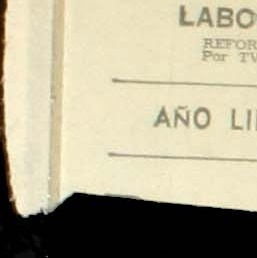 LABO
REFOR
Por TV
AÑO LI